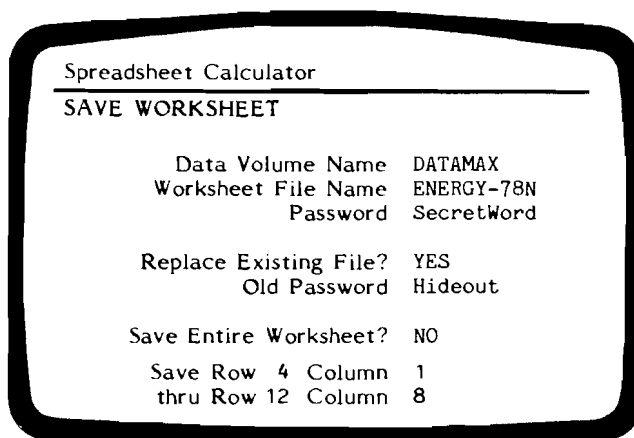 Spreadsheet Calculator
SAVE WORKSHEET
Data Volume Name DATAMAX
Worksheet File Name ENERGY-78N
Password SecretWord
Replace Existing File? YES
Old Password Hideout
Save Entire Worksheet? NO
Save Row 4 Column 1
thru Row 12 Column 8